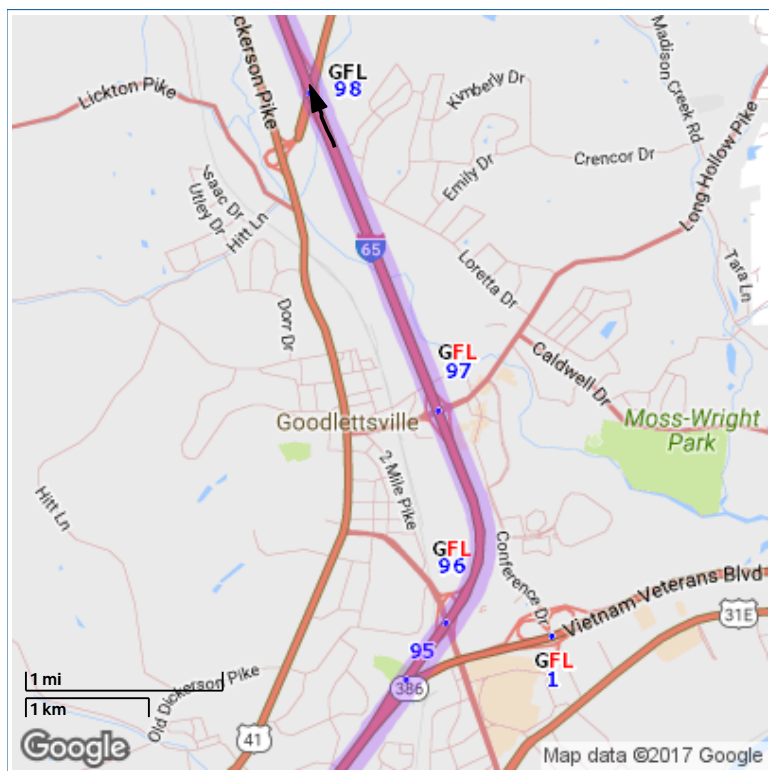 ckerson Pike
Madison Creek Rd
GFL
98
Lickton Pike
Kimberly Dr
Long Hollow Pike
Crencor Dr
Emily Dr
Isaac Dr
Utley Dr
Hitt Ln
65
Loretta Dr
Tara Ln
Dorr Dr
GFL
97
Caldwell Dr
Goodlettsville
Moss-Wright
Park
2 Mile Pike
Hitt Ln
GFL
96
Conference Dr
Vietnam Veterans Blvd
31E
95
GFL
1
386
1 mi
1 km
Old Dickerson Pike
41
Google
Map data ©2017 Google